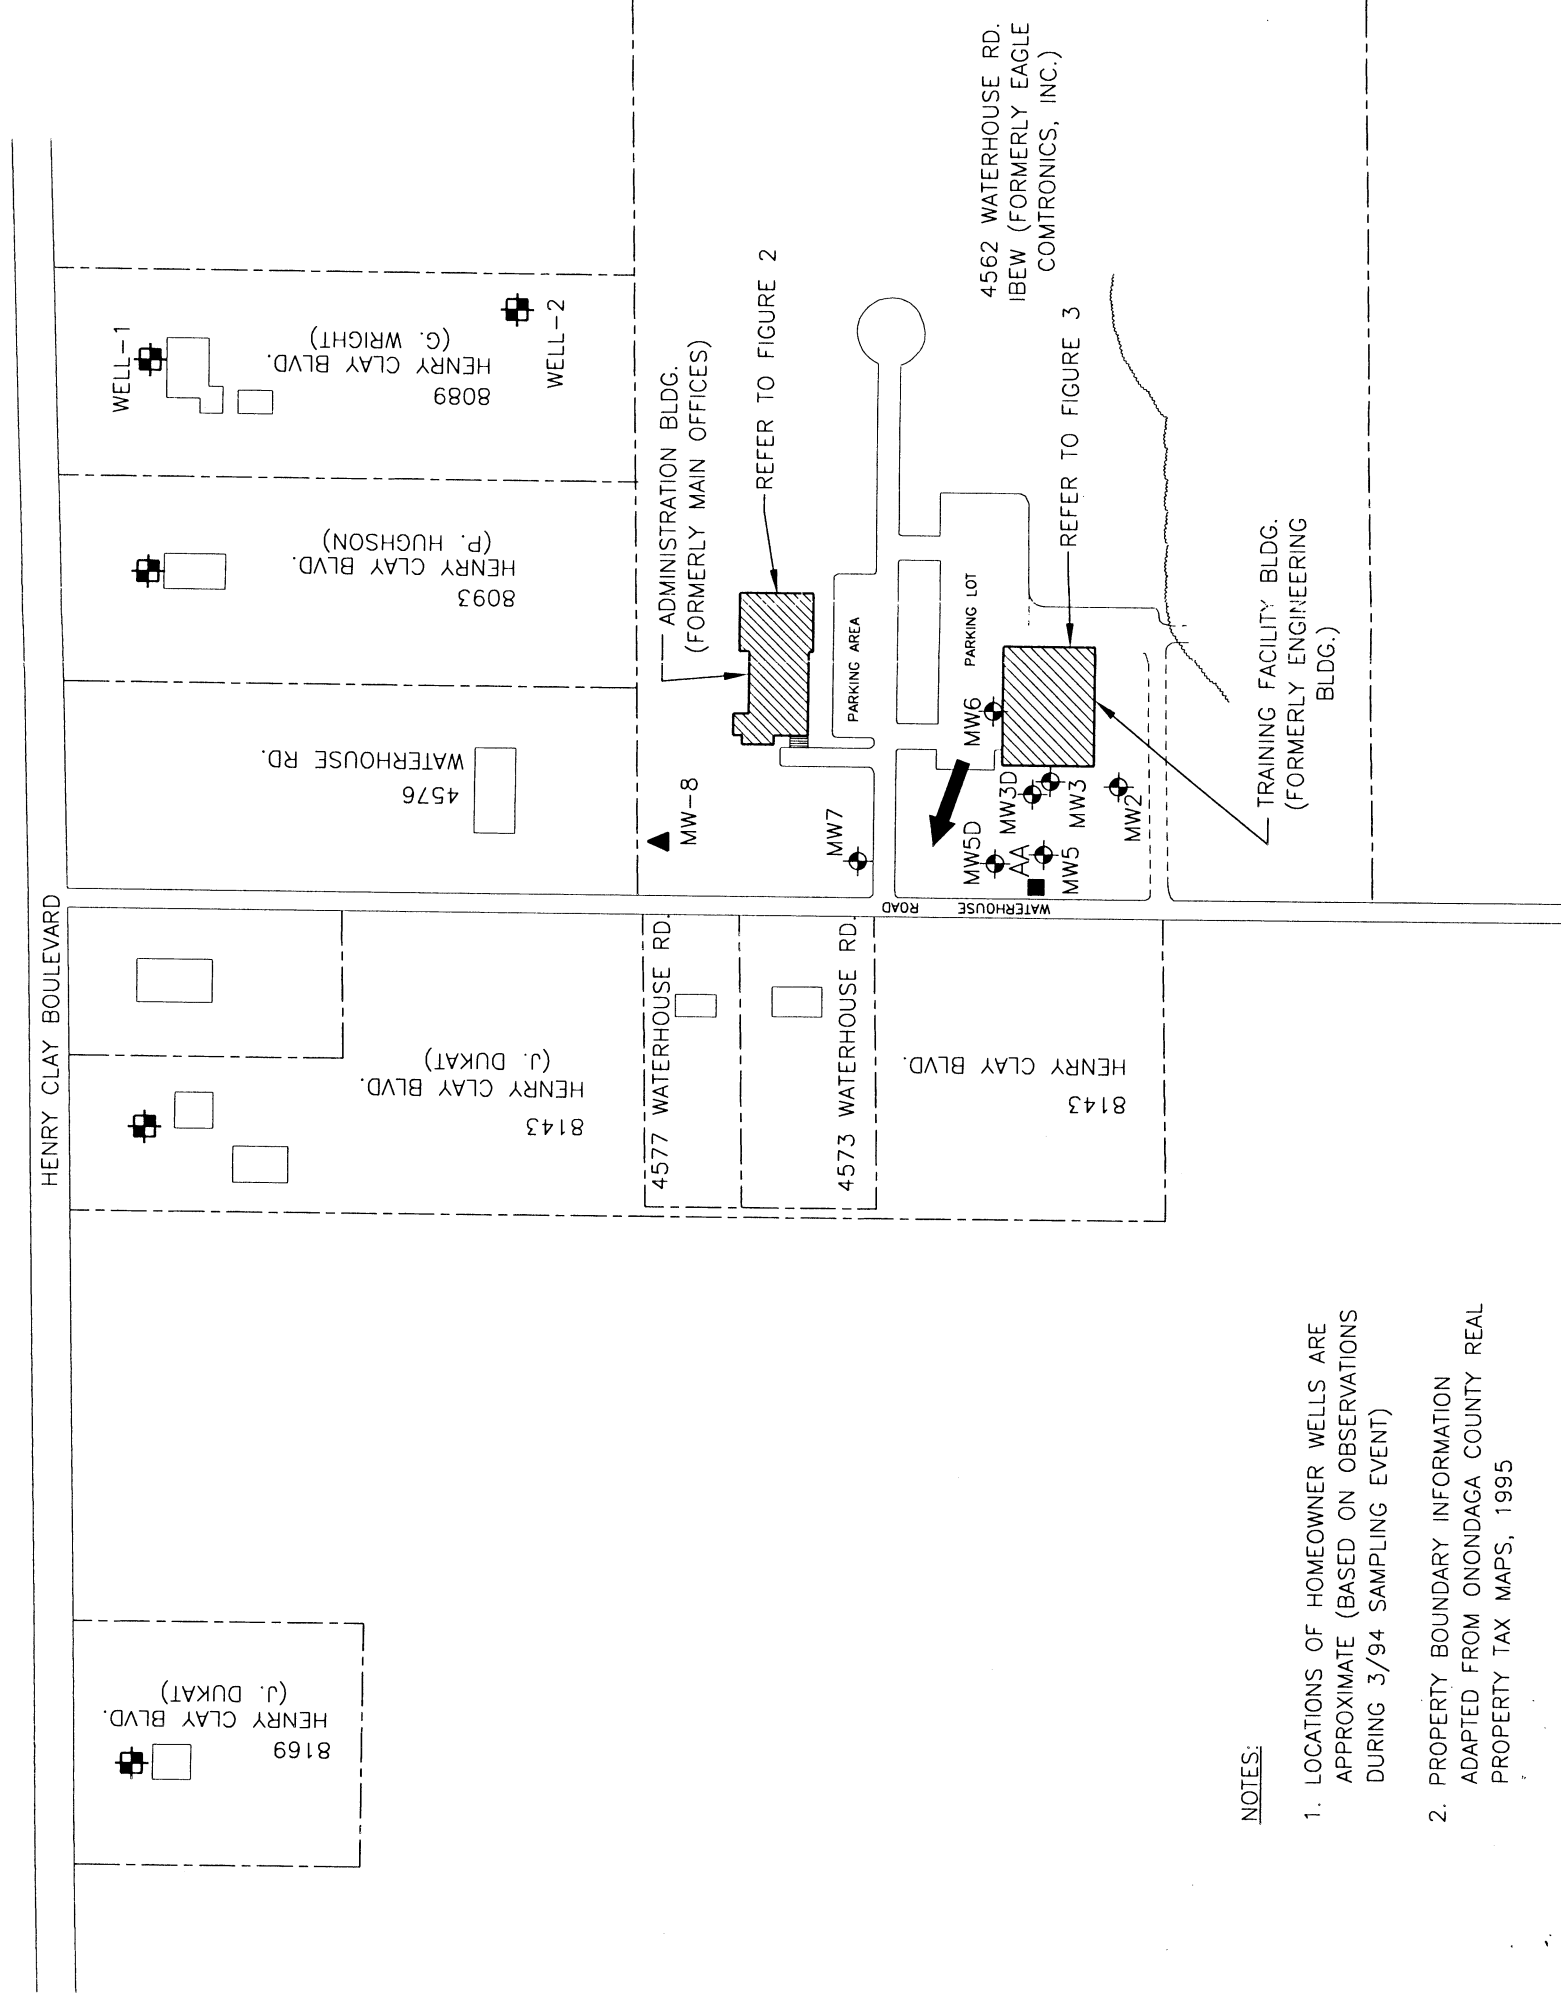 HENRY CLAY BOULEVARD
WELL-1
WELL-2
8089
HENRY CLAY BLVD.
(G. WRIGHT)
8093
HENRY CLAY BLVD.
(P. HUGHSON)
4576
WATERHOUSE RD.
ADMINISTRATION BLDG.
(FORMERLY MAIN OFFICES)
REFER TO FIGURE 2
4562 WATERHOUSE RD.
IBEW (FORMERLY EAGLE
COMTRONICS, INC.)
REFER TO FIGURE 3
PARKING AREA
PARKING LOT
TRAINING FACILITY BLDG.
(FORMERLY ENGINEERING
BLDG.)
MW-8
MW7
MW6
MW5D
AA
MW5
MW3D
MW3
MW2
WATERHOUSE ROAD
8143
HENRY CLAY BLVD.
(J. DUKAT)
4577 WATERHOUSE RD.
4573 WATERHOUSE RD.
8143
HENRY CLAY BLVD.
8169
HENRY CLAY BLVD.
(J. DUKAT)
NOTES:
1. LOCATIONS OF HOMEOWNER WELLS ARE
APPROXIMATE (BASED ON OBSERVATIONS
DURING 3/94 SAMPLING EVENT)
2. PROPERTY BOUNDARY INFORMATION
ADAPTED FROM ONONDAGA COUNTY REAL
PROPERTY TAX MAPS, 1995